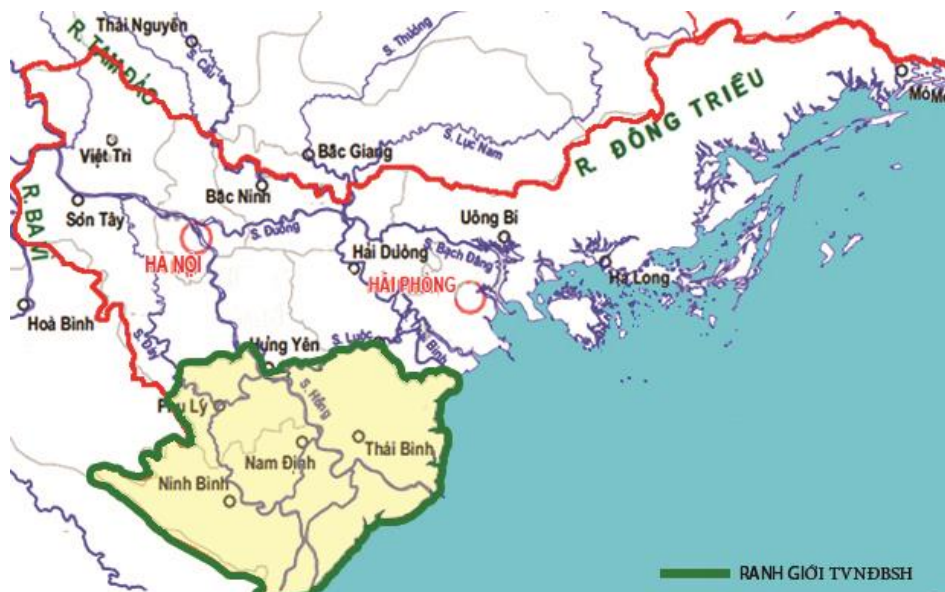 Thái Nguyên
R. TAM ĐẢO
S. Cầu
S. Thương
Móng
Việt Trì
Bắc Giang
S. Lục Nam
R. ĐÔNG TRIỀU
R. BA VÌ
Sơn Tây
Bắc Ninh
Uông Bí
HÀ NỘI
S. Đuống
Hải Dương
S. Bạch Đằng
HẢI PHÒNG
Hạ Long
Hoà Bình
S. Đáy
Hưng Yên
S. Luộc
Bình
Phủ Lý
S. Hồng
Thái Bình
Nam Định
Ninh Bình
RANH GIỚI TVNĐBSH